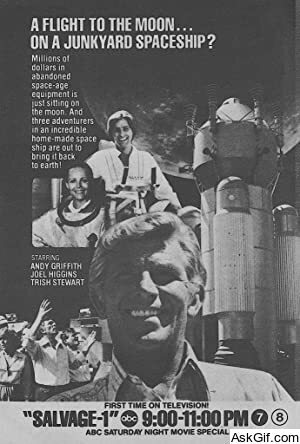 A FLIGHT TO THE MOON...
ON A JUNKYARD SPACESHIP?
Millions of
dollars in
abandoned
space-age
equipment is
just sitting on
the moon. And
three adventurers
in an incredible
home-made space
ship are out to
bring it back
to earth!
STARRING
ANDY GRIFFITH
JOEL HIGGINS
TRISH STEWART
FIRST TIME ON TELEVISION!
"SALVAGE-1" abc 9:00-11:00 PM 7 8
ABC SATURDAY NIGHT MOVIE SPECIAL
AskGif.com